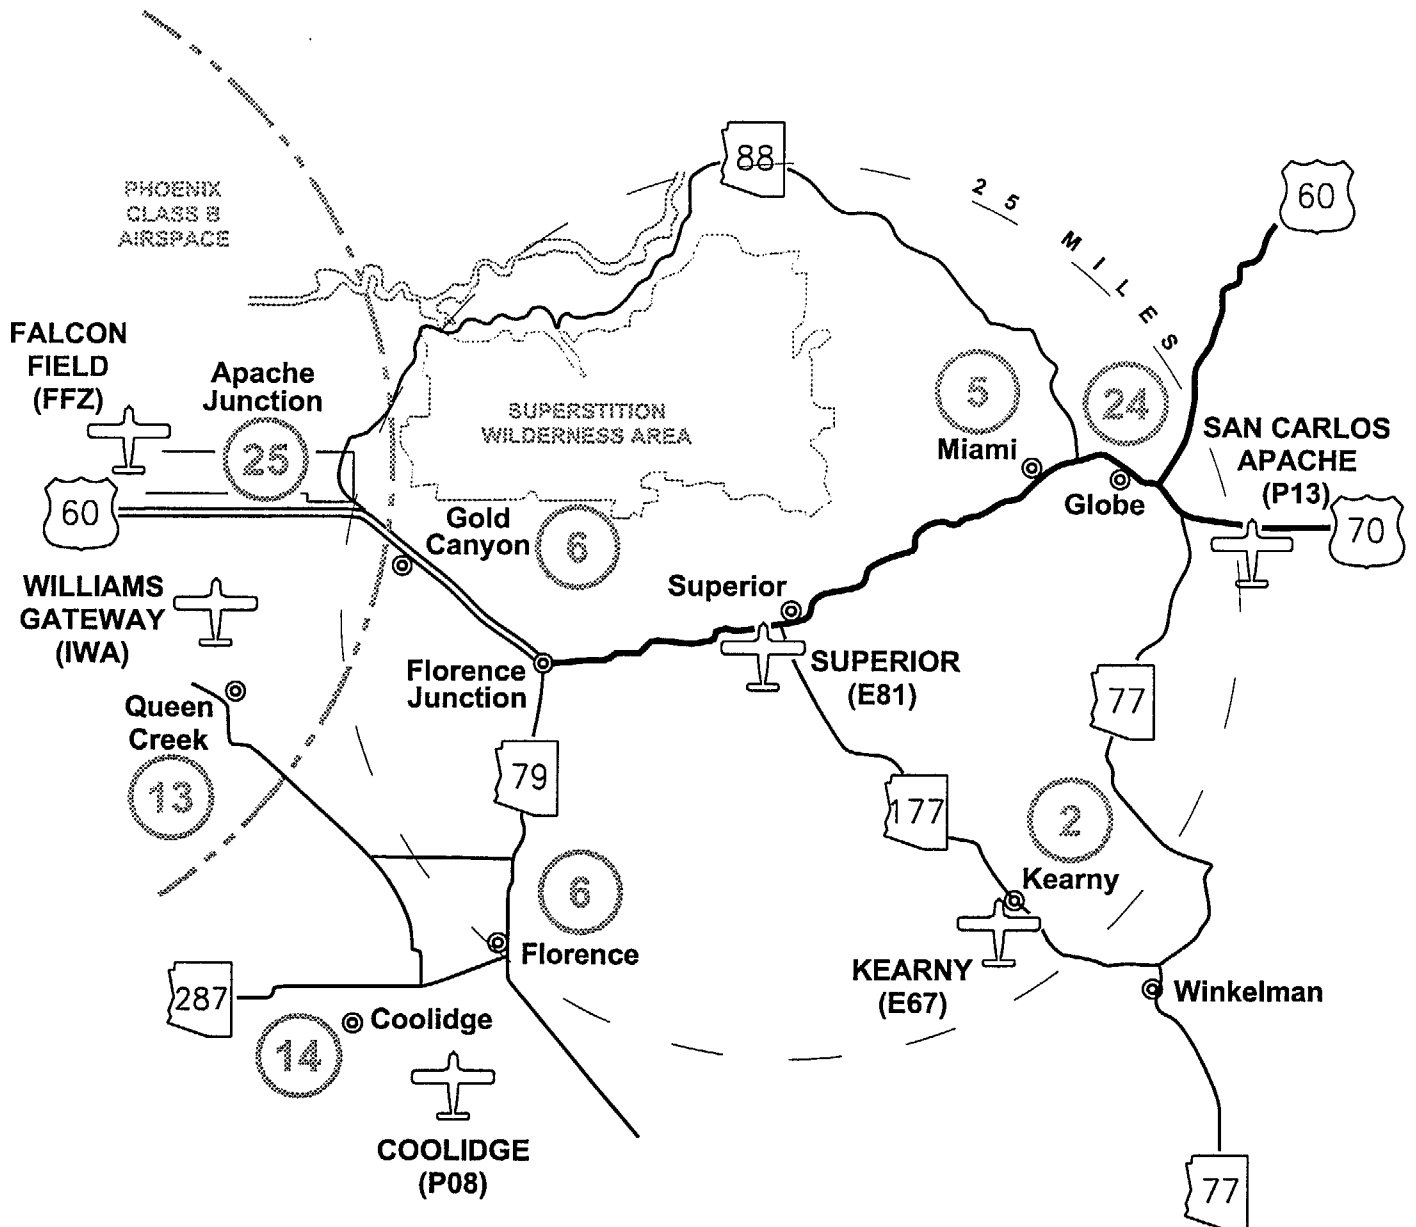 88
25 MILES
60
PHOENIX
CLASS B
AIRSPACE
FALCON
FIELD
(FFZ)
Apache
Junction
25
SUPERSTITION
WILDERNESS AREA
5
Miami
24
Globe
SAN CARLOS
APACHE
(P13)
70
60
Gold
Canyon
6
WILLIAMS
GATEWAY
(IWA)
Superior
SUPERIOR
(E81)
Florence
Junction
77
Queen
Creek
13
79
177
2
Kearny
6
Florence
KEARNY
(E67)
Winkelman
287
Coolidge
14
COOLIDGE
(P08)
77